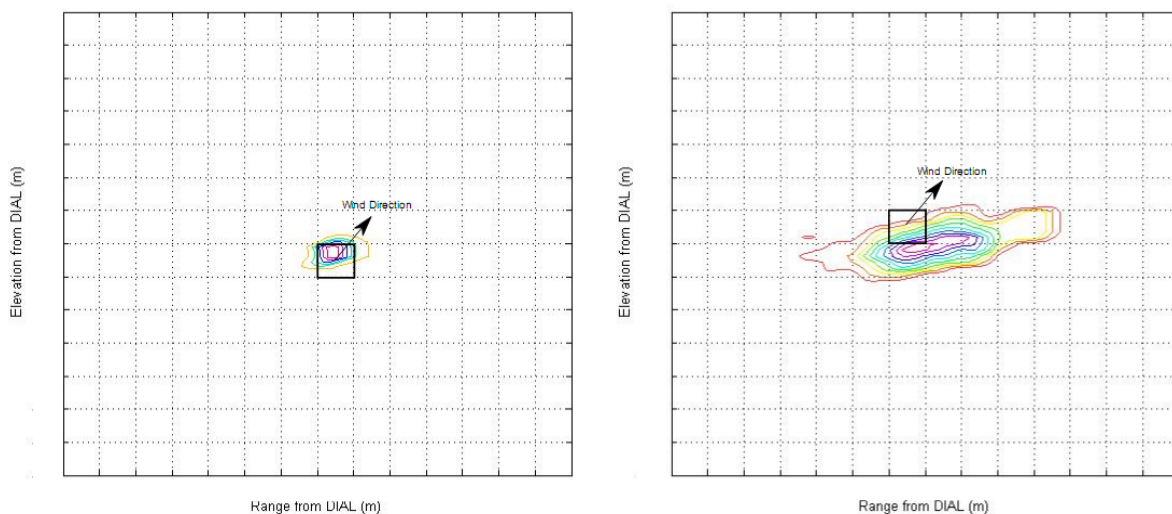 Wind Direction
Elevation from DIAL (m)
Range from DIAL (m)
Wind Direction
Elevation from DIAL (m)
Range from DIAL (m)